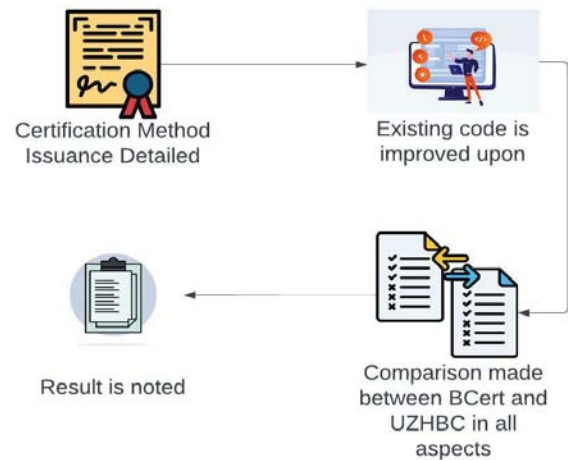 Certification Method
Issuance Detailed
Existing code is
improved upon
Comparison made
between BCert and
UZHBC in all
aspects
Result is noted